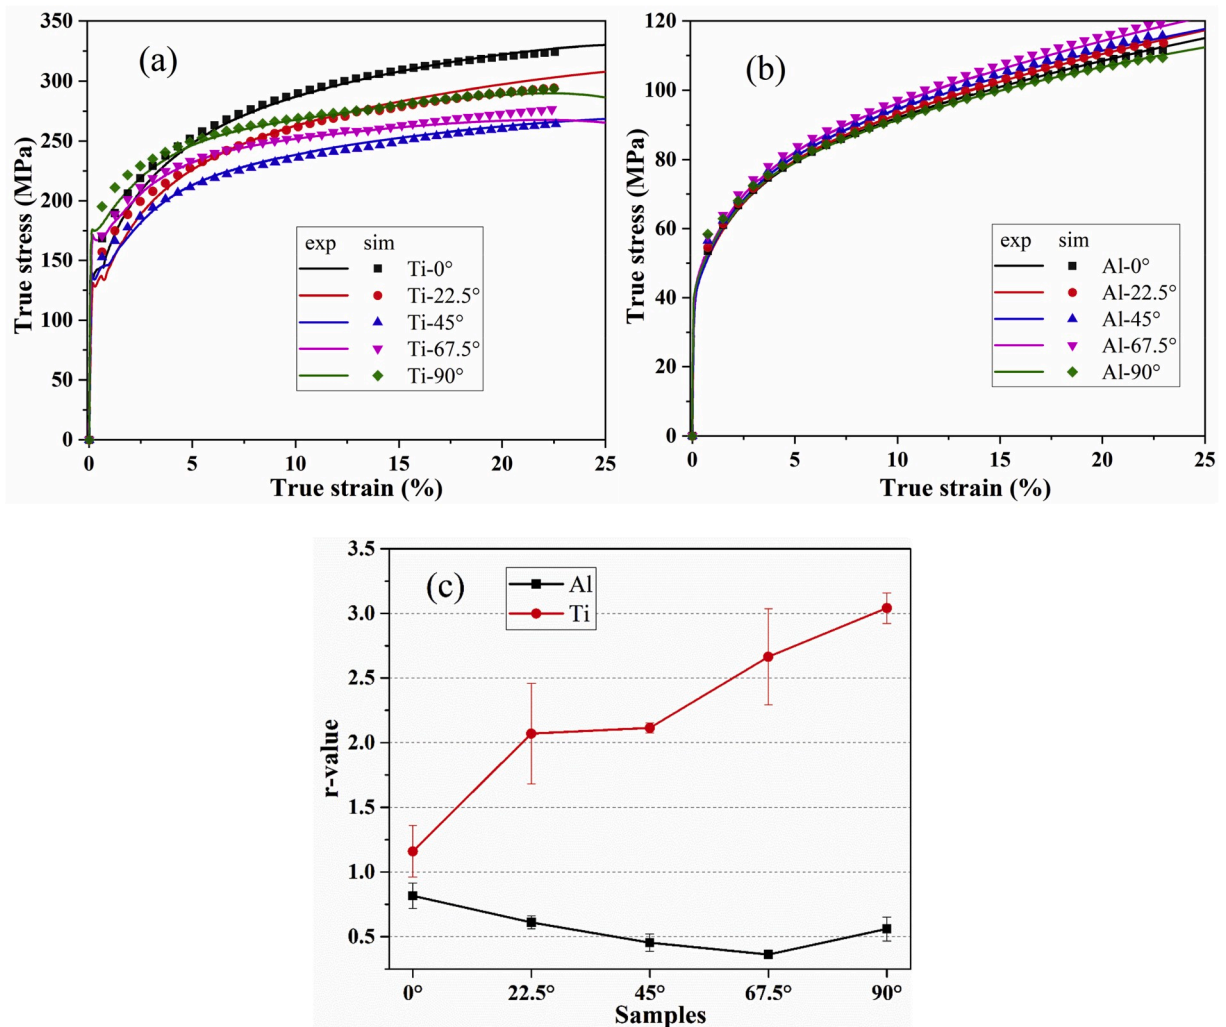 (a)
True stress (MPa)
350
300
250
200
150
100
50
0
exp sim
Ti-0°
Ti-22.5°
Ti-45°
Ti-67.5°
Ti-90°
0 5 10 15 20 25
True strain (%)
(b)
True stress (MPa)
120
100
80
60
40
20
0
exp sim
Al-0°
Al-22.5°
Al-45°
Al-67.5°
Al-90°
0 5 10 15 20 25
True strain (%)
(c)
r-value
3.5
3.0
2.5
2.0
1.5
1.0
0.5
Al
Ti
0° 22.5° 45° 67.5° 90°
Samples